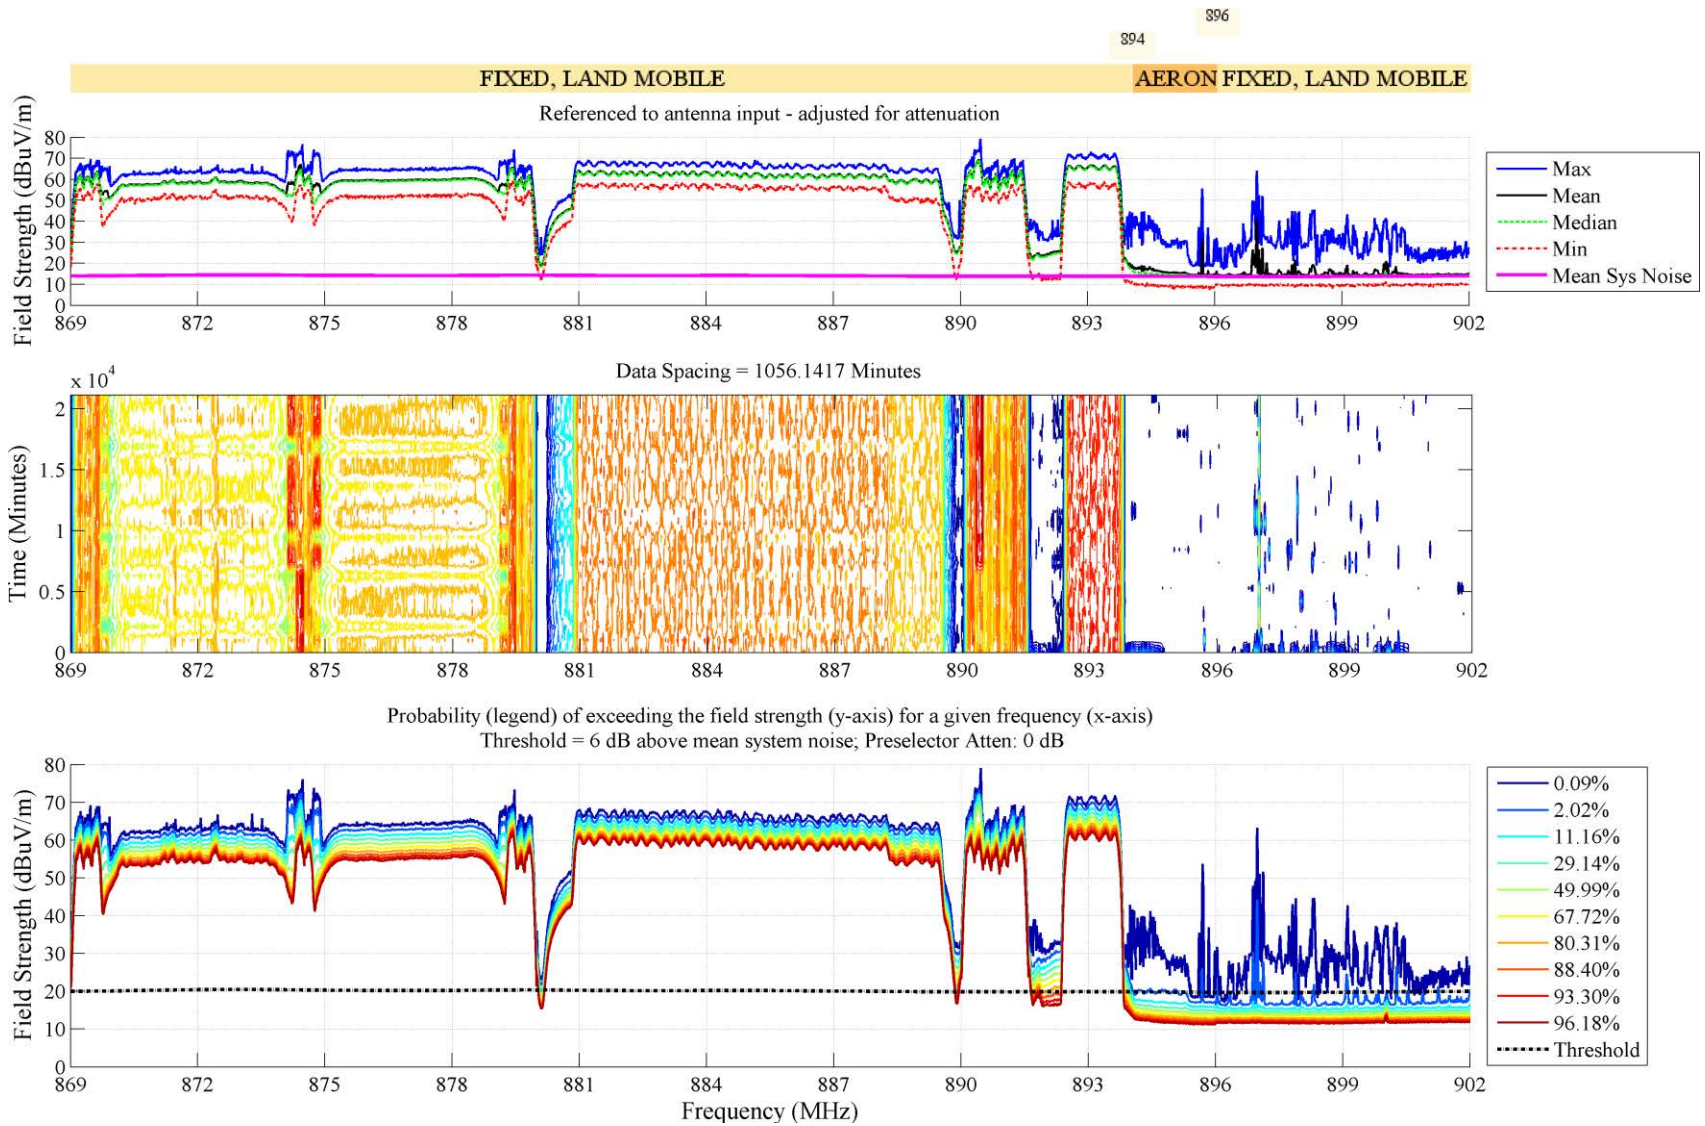 896
894
FIXED, LAND MOBILE AERON FIXED, LAND MOBILE
Referenced to antenna input - adjusted for attenuation
Field Strength (dBuV/m)
80
70
60
50
40
30
20
10
0
869 872 875 878 881 884 887 890 893 896 899 902
Max
Mean
Median
Min
Mean Sys Noise
Data Spacing = 1056.1417 Minutes
x 10^4
Time (Minutes)
2
1.5
1
0.5
0
869 872 875 878 881 884 887 890 893 896 899 902
Probability (legend) of exceeding the field strength (y-axis) for a given frequency (x-axis)
Threshold = 6 dB above mean system noise; Preselector Atten: 0 dB
Field Strength (dBuV/m)
80
70
60
50
40
30
20
10
0
869 872 875 878 881 884 887 890 893 896 899 902
Frequency (MHz)
0.09%
2.02%
11.16%
29.14%
49.99%
67.72%
80.31%
88.40%
93.30%
96.18%
Threshold